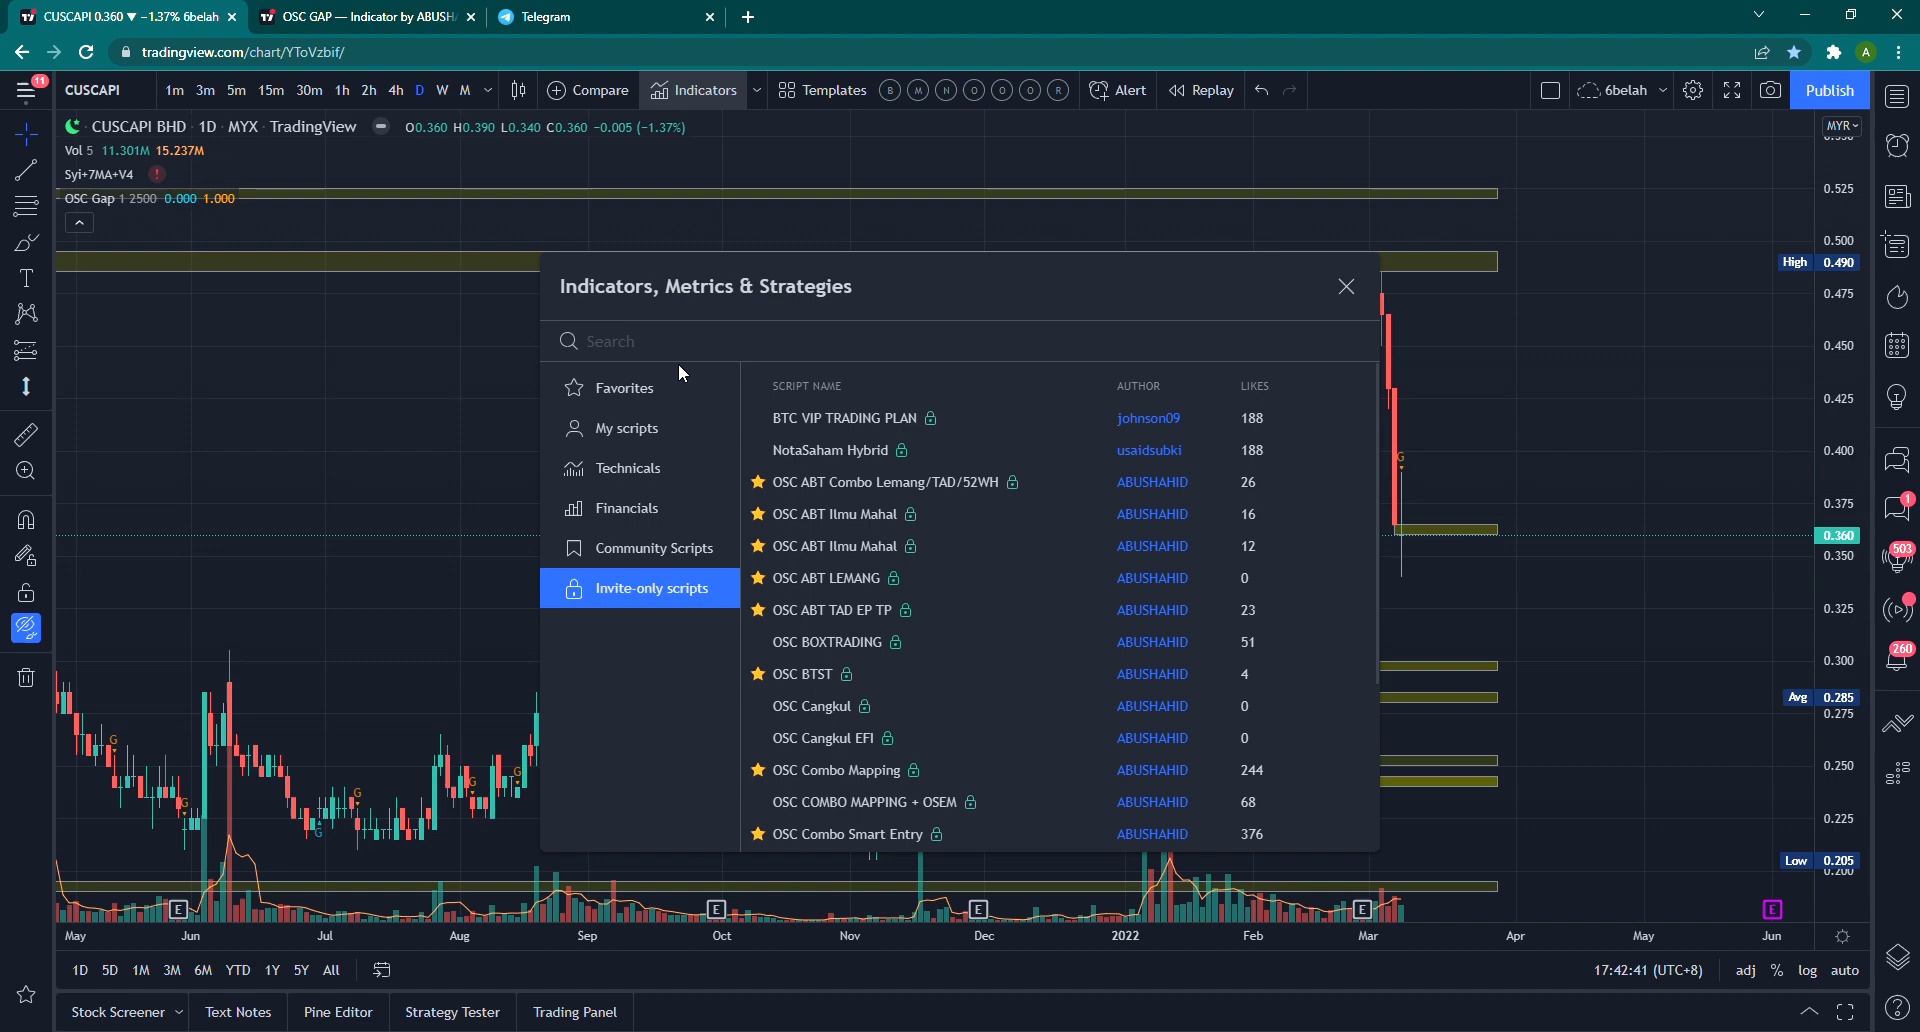 CUSCAPI 0.360 ▼ −1.37% 6belah
OSC GAP — Indicator by ABUSH
Telegram
tradingview.com/chart/YToVzbif/
A
11
CUSCAPI
1m 3m 5m 15m 30m 1h 2h 4h D W M
Compare
Indicators
Templates
B M N O O O R
Alert
Replay
6belah
Publish
CUSCAPI BHD · 1D · MYX · TradingView
O0.360 H0.390 L0.340 C0.360 −0.005 (−1.37%)
MYR
Vol 5 11.301M 15.237M
Syi+7MA+V4 !
OSC Gap 1 2500 0.000 1.000
0.525
0.500
High 0.490
0.475
0.450
0.425
0.400
0.375
0.360
0.350
0.325
0.300
Avg 0.285
0.275
0.250
0.225
Low 0.205
0.200
1
503
260
Indicators, Metrics & Strategies
Search
Favorites
My scripts
Technicals
Financials
Community Scripts
Invite-only scripts
SCRIPT NAME AUTHOR LIKES
BTC VIP TRADING PLAN johnson09 188
NotaSaham Hybrid usaidsubki 188
OSC ABT Combo Lemang/TAD/52WH ABUSHAHID 26
OSC ABT Ilmu Mahal ABUSHAHID 16
OSC ABT Ilmu Mahal ABUSHAHID 12
OSC ABT LEMANG ABUSHAHID 0
OSC ABT TAD EP TP ABUSHAHID 23
OSC BOXTRADING ABUSHAHID 51
OSC BTST ABUSHAHID 4
OSC Cangkul ABUSHAHID 0
OSC Cangkul EFI ABUSHAHID 0
OSC Combo Mapping ABUSHAHID 244
OSC COMBO MAPPING + OSEM ABUSHAHID 68
OSC Combo Smart Entry ABUSHAHID 376
G
G
G
G
G
G
G
E E E E E
May Jun Jul Aug Sep Oct Nov Dec 2022 Feb Mar Apr May Jun
1D 5D 1M 3M 6M YTD 1Y 5Y All
17:42:41 (UTC+8) adj % log auto
Stock Screener Text Notes Pine Editor Strategy Tester Trading Panel